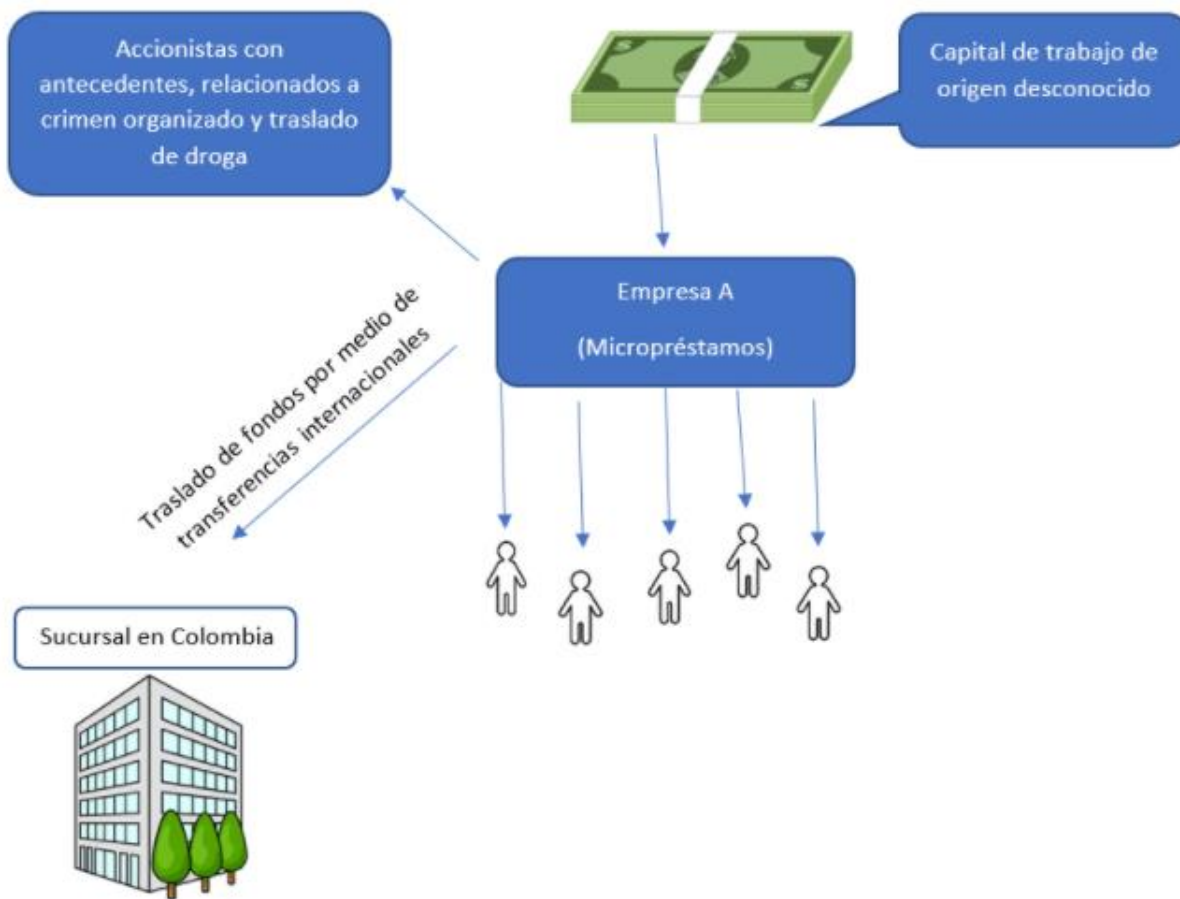 Accionistas con
antecedentes, relacionados a
crimen organizado y traslado
de droga
Capital de trabajo de
origen desconocido
Empresa A
(Micropréstamos)
Traslado de fondos por medio de
transferencias internacionales
Sucursal en Colombia